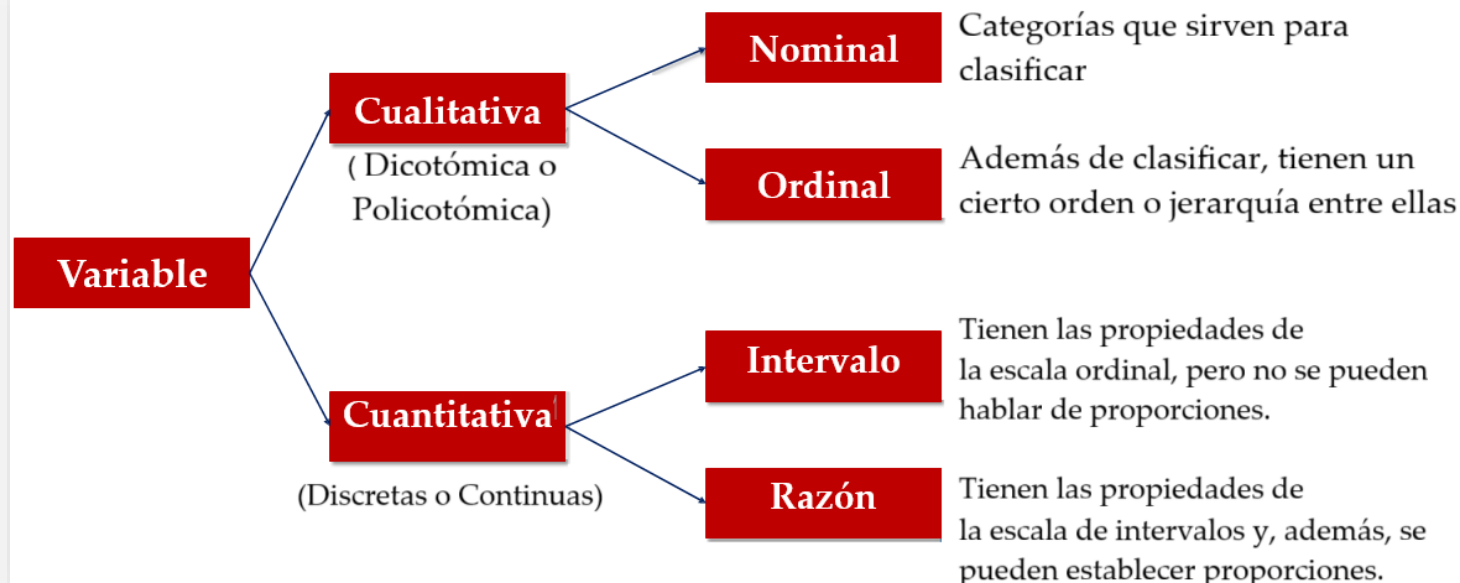 Variable
Cualitativa
( Dicotómica o
Policotómica)
Nominal
Categorías que sirven para
clasificar
Ordinal
Además de clasificar, tienen un
cierto orden o jerarquía entre ellas
Cuantitativa
(Discretas o Continuas)
Intervalo
Tienen las propiedades de
la escala ordinal, pero no se pueden
hablar de proporciones.
Razón
Tienen las propiedades de
la escala de intervalos y, además, se
pueden establecer proporciones.